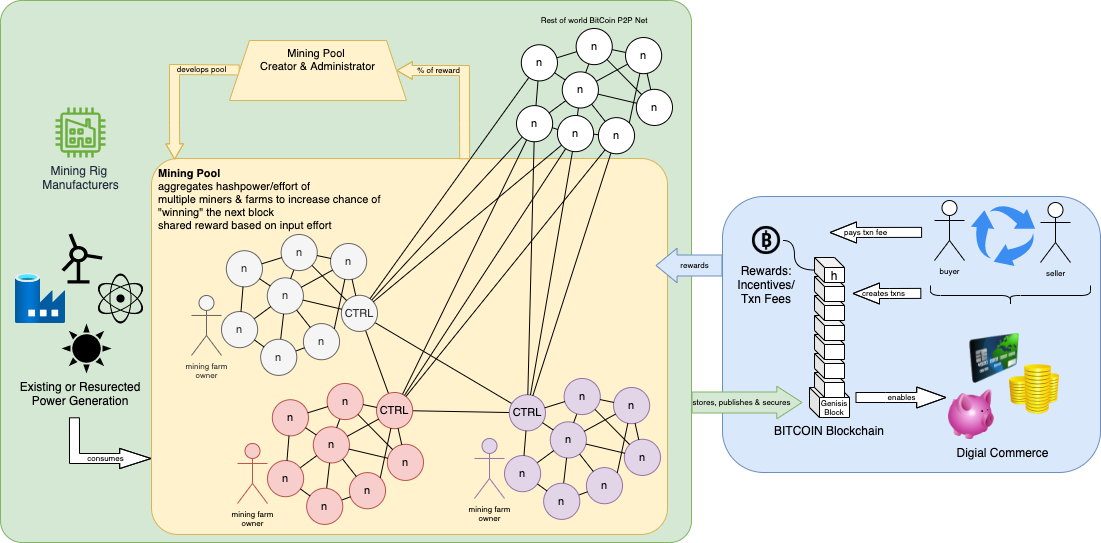 Rest of world BitCoin P2P Net
n
n
n
n
n
n
n
n
Mining Pool
Creator & Administrator
develops pool
% of reward
Mining Rig
Manufacturers
Mining Pool
aggregates hashpower/effort of
multiple miners & farms to increase chance of
"winning" the next block
shared reward based on input effort
n
n
n
n
n
n
n
CTRL
mining farm
owner
Existing or Resurected
Power Generation
consumes
n
n
n
n
n
n
n
CTRL
mining farm
owner
n
n
n
n
n
n
n
CTRL
mining farm
owner
rewards
stores, publishes & secures
Rewards:
Incentives/
Txn Fees
h
pays txn fee
creates txns
buyer
seller
Genisis
Block
BITCOIN Blockchain
enables
Digial Commerce